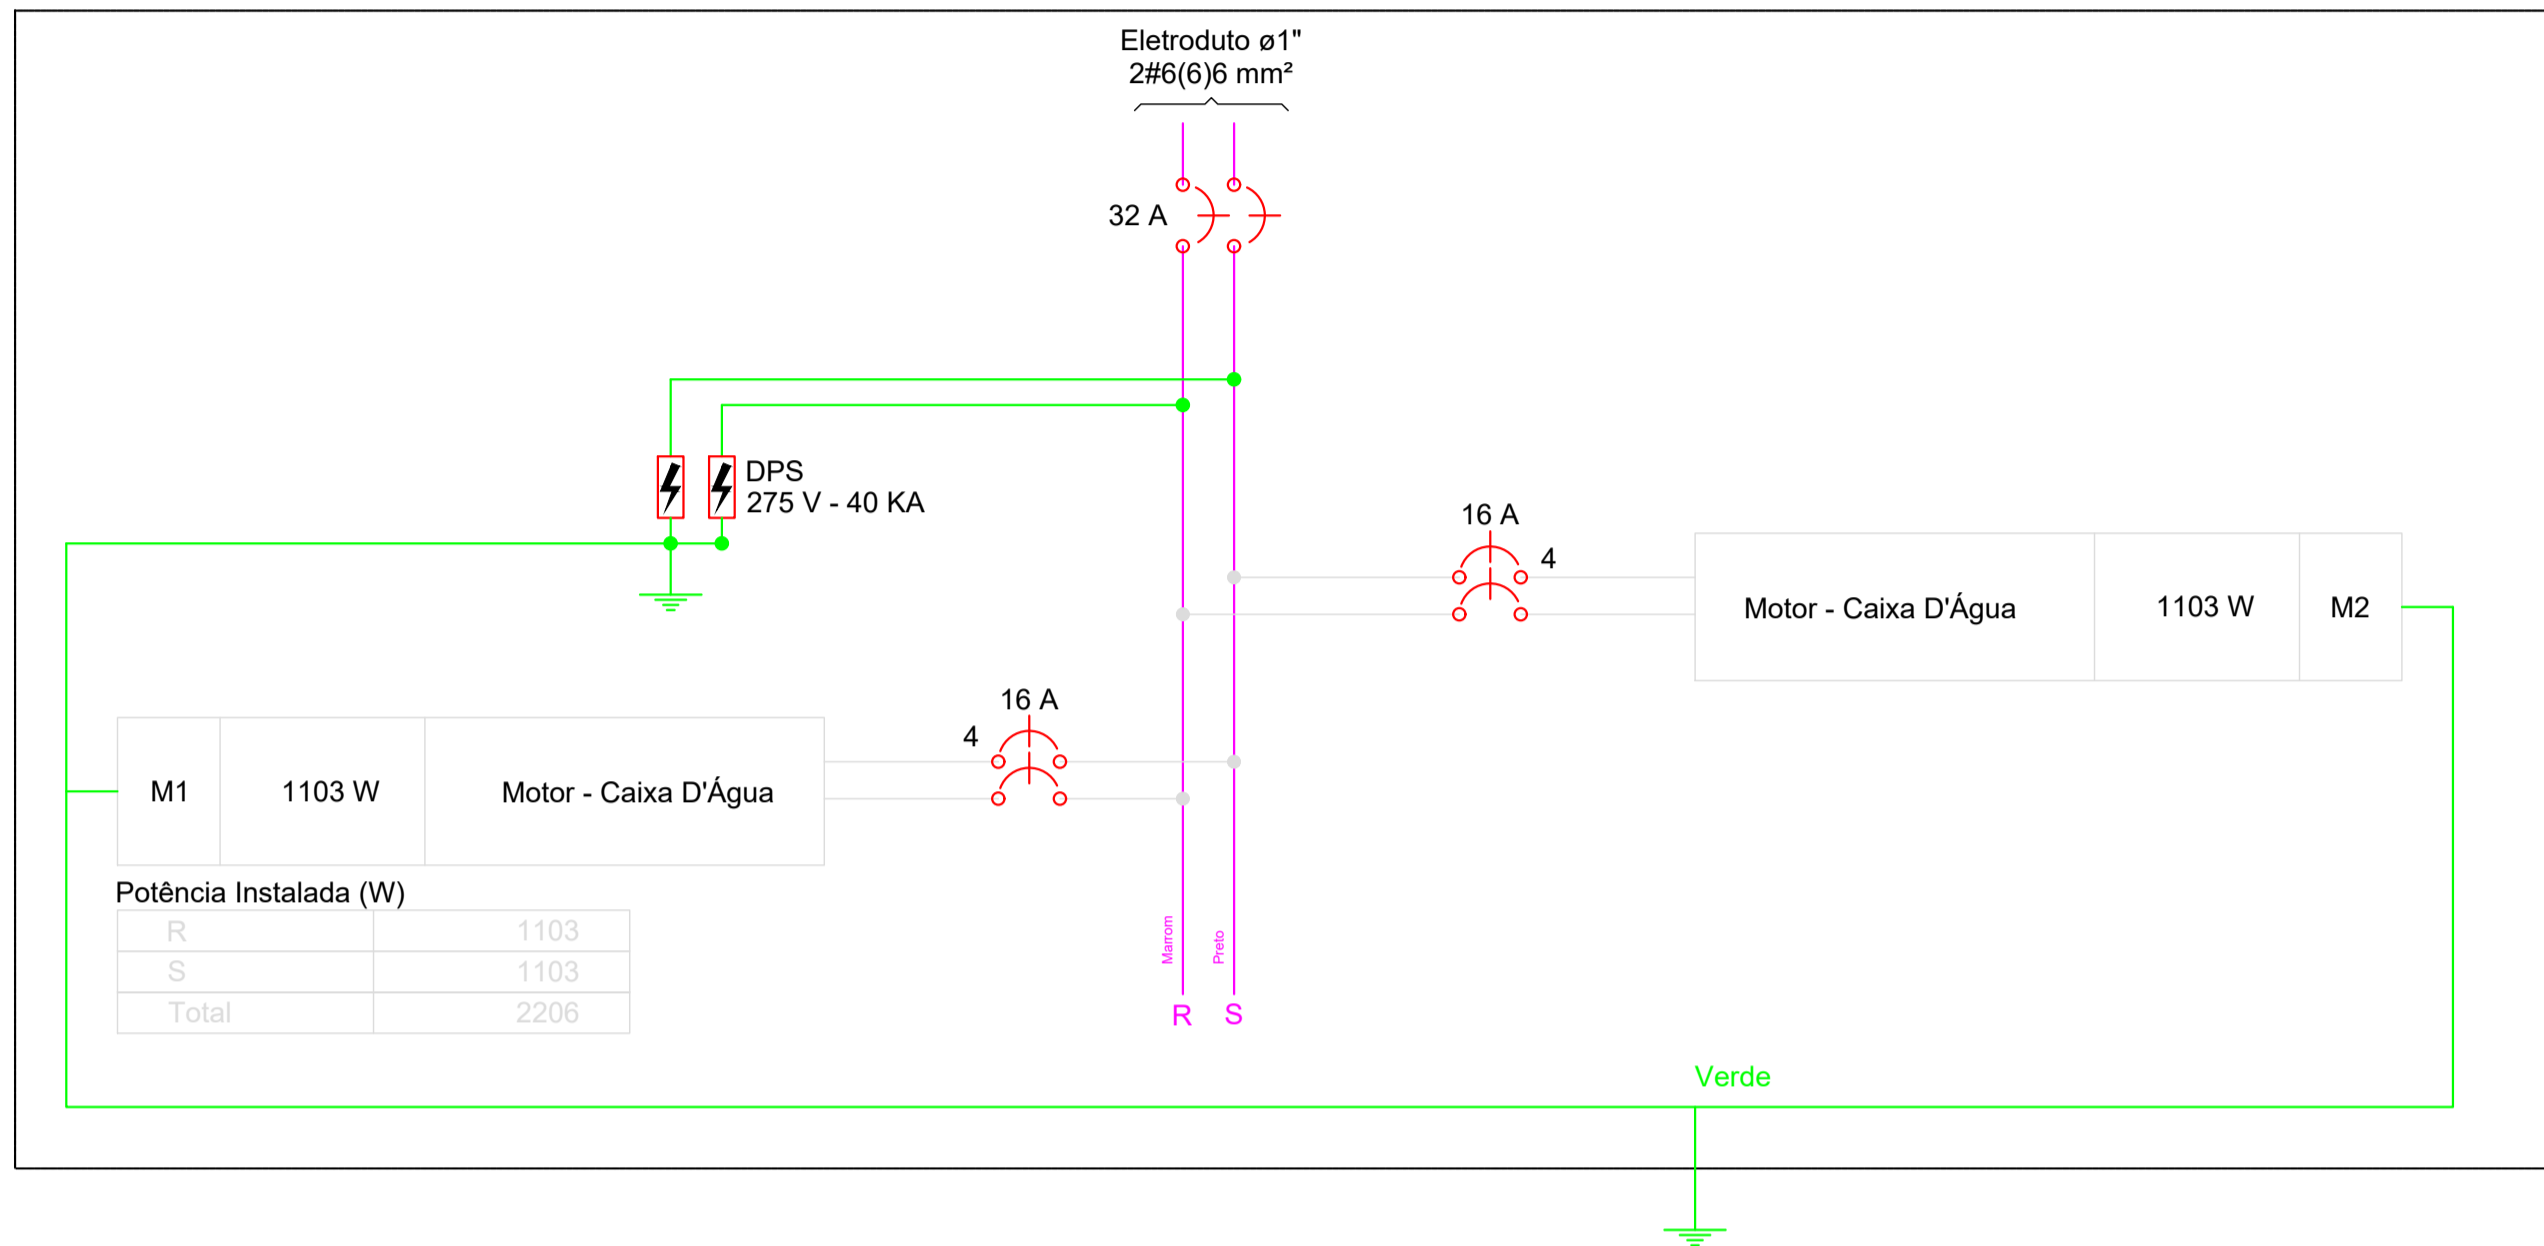 Eletroduto ø1"
2#6(6)6 mm²
32 A
DPS
275 V - 40 KA
16 A
4
Motor - Caixa D'Água
1103 W
M2
16 A
4
M1
1103 W
Motor - Caixa D'Água
Potência Instalada (W)
R 1103
S 1103
Total 2206
Marrom
Preto
R S
Verde